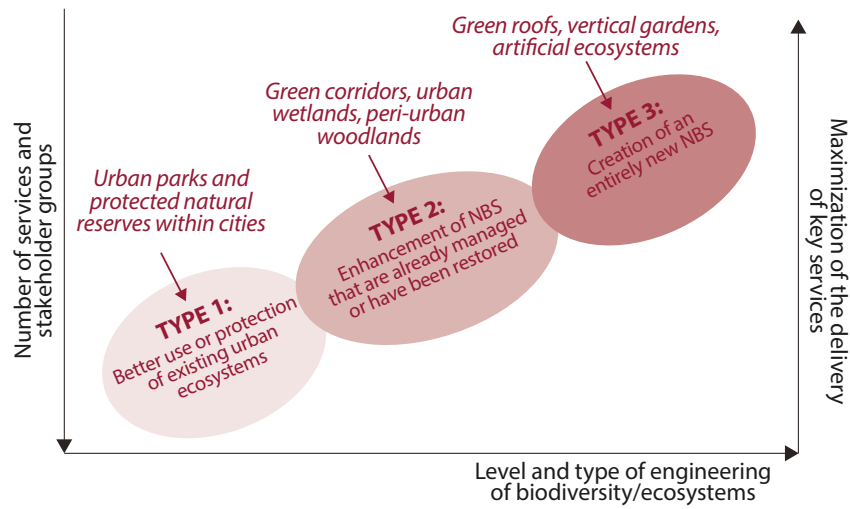 Green roofs, vertical gardens,
artificial ecosystems
Green corridors, urban
wetlands, peri-urban
woodlands
Urban parks and
protected natural
reserves within cities
TYPE 3:
Creation of an
entirely new NBS
TYPE 2:
Enhancement of NBS
that are already managed
or have been restored
TYPE 1:
Better use or protection
of existing urban
ecosystems
Number of services and
stakeholder groups
Maximization of the delivery
of key services
Level and type of engineering
of biodiversity/ecosystems